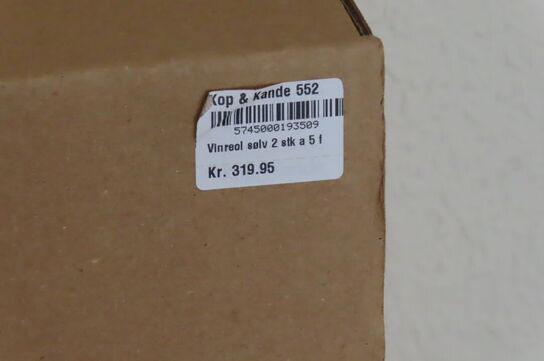 Kop & Kande 552
5745000193509
Vinreol sølv 2 stk a 5 f
Kr. 319.95